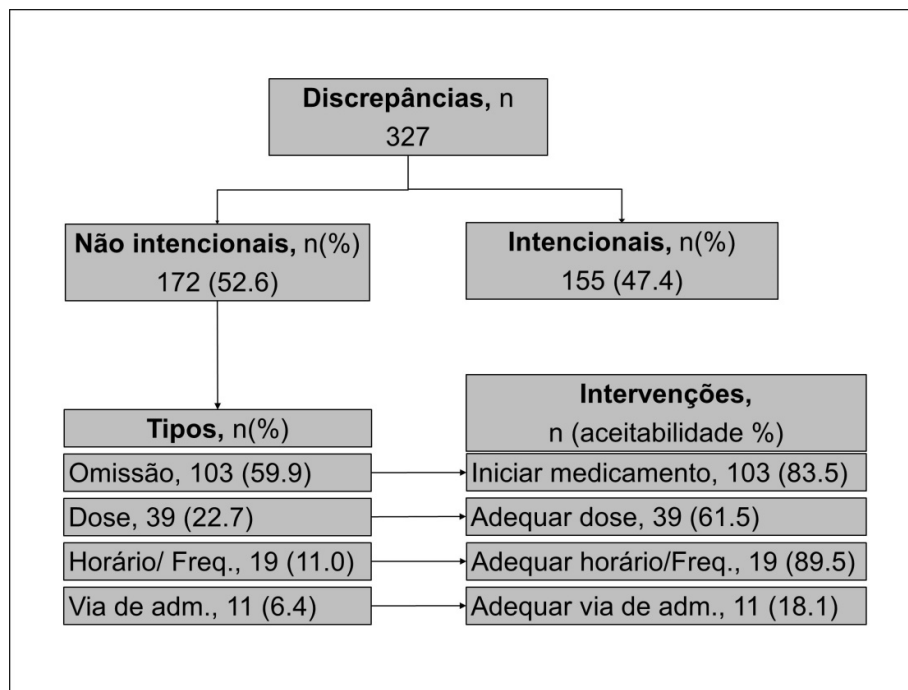 Discrepâncias, n
327
Não intencionais, n(%)
172 (52.6)
Intencionais, n(%)
155 (47.4)
Tipos, n(%)
Intervenções,
n (aceitabilidade %)
Omissão, 103 (59.9)
Iniciar medicamento, 103 (83.5)
Dose, 39 (22.7)
Adequar dose, 39 (61.5)
Horário/ Freq., 19 (11.0)
Adequar horário/Freq., 19 (89.5)
Via de adm., 11 (6.4)
Adequar via de adm., 11 (18.1)